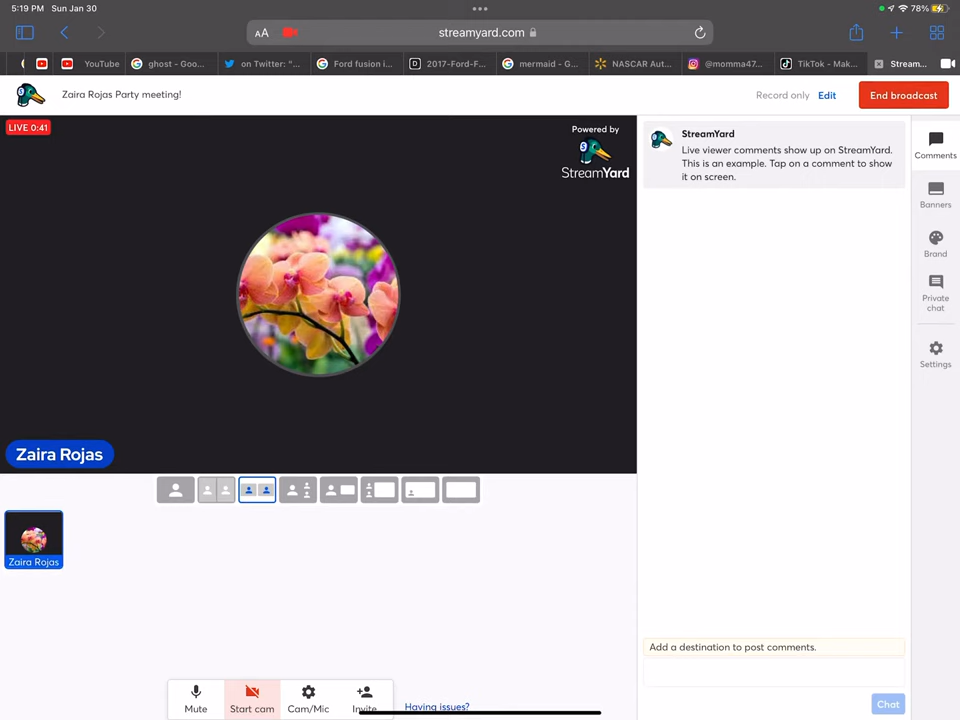 5:19 PM Sun Jan 30
78%
AA
streamyard.com
YouTube
ghost - Goo...
on Twitter: "...
Ford fusion i...
2017-Ford-F...
mermaid - G...
NASCAR Aut...
@momma47...
TikTok - Mak...
Stream...
Zaira Rojas Party meeting!
Record only
Edit
End broadcast
LIVE 0:41
Powered by
StreamYard
Zaira Rojas
Zaira Rojas
StreamYard
Live viewer comments show up on StreamYard.
This is an example. Tap on a comment to show
it on screen.
Comments
Banners
Brand
Private
chat
Settings
Add a destination to post comments.
Chat
Mute
Start cam
Cam/Mic
Invite
Having issues?